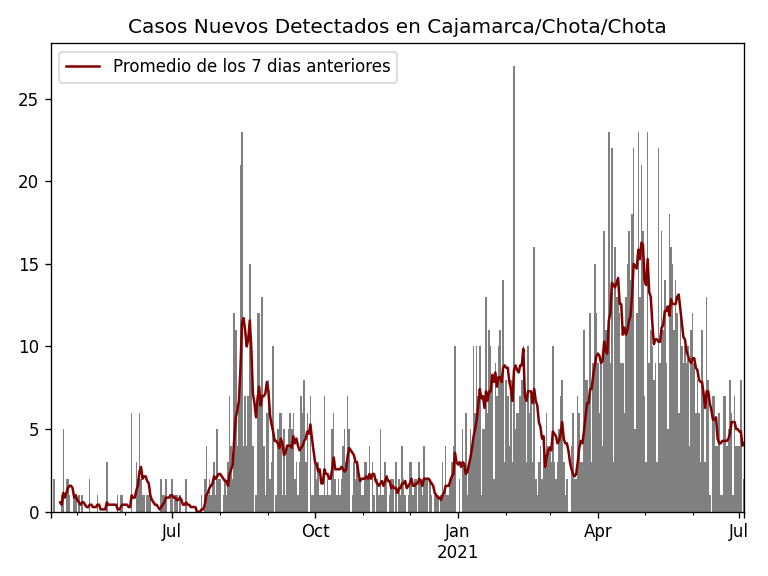 Casos Nuevos Detectados en Cajamarca/Chota/Chota
Promedio de los 7 dias anteriores
25
20
15
10
5
0
Jul Oct Jan Apr Jul
2021